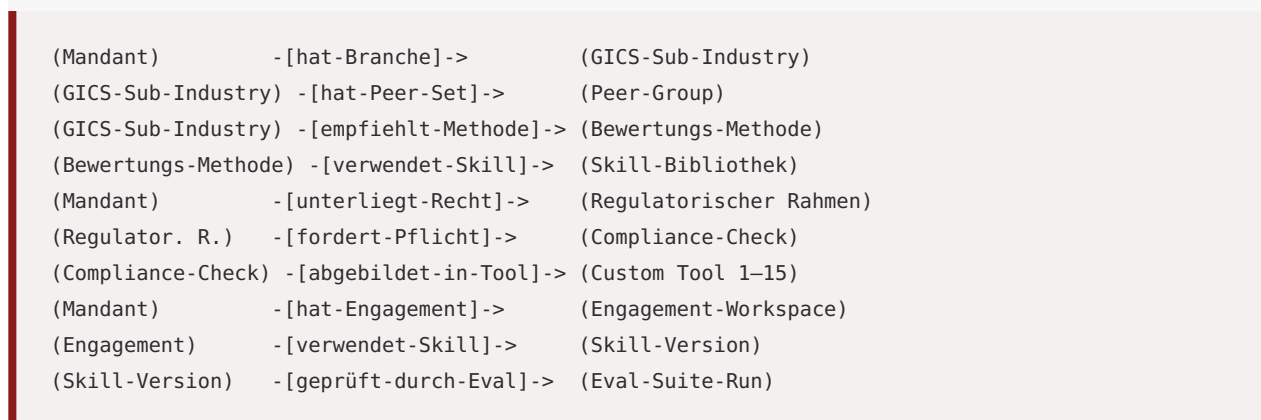 (Mandant) -[hat-Branche]-> (GICS-Sub-Industry)
(GICS-Sub-Industry) -[hat-Peer-Set]-> (Peer-Group)
(GICS-Sub-Industry) -[empfiehlt-Methode]-> (Bewertungs-Methode)
(Bewertungs-Methode) -[verwendet-Skill]-> (Skill-Bibliothek)
(Mandant) -[unterliegt-Recht]-> (Regulatorischer Rahmen)
(Regulator. R.) -[fordert-Pflicht]-> (Compliance-Check)
(Compliance-Check) -[abgebildet-in-Tool]-> (Custom Tool 1–15)
(Mandant) -[hat-Engagement]-> (Engagement-Workspace)
(Engagement) -[verwendet-Skill]-> (Skill-Version)
(Skill-Version) -[geprüft-durch-Eval]-> (Eval-Suite-Run)